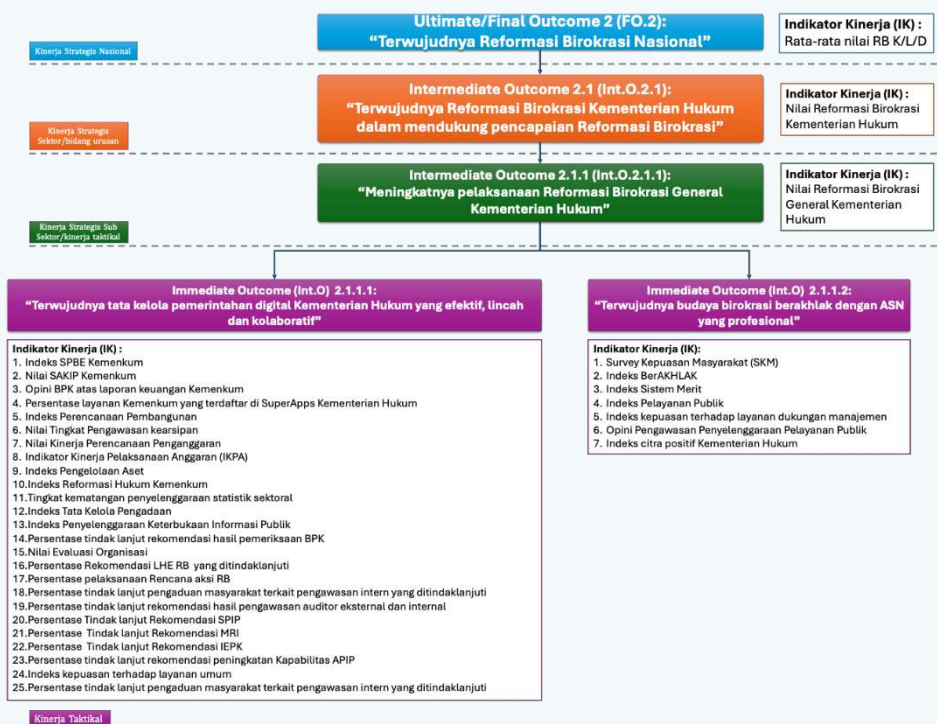 Ultimate/Final Outcome 2 (FO.2):
“Terwujudnya Reformasi Birokrasi Nasional”
Indikator Kinerja (IK) :
Rata-rata nilai RB K/L/D
Kinerja Strategis Nasional
Intermediate Outcome 2.1 (Int.O.2.1):
“Terwujudnya Reformasi Birokrasi Kementerian Hukum
dalam mendukung pencapaian Reformasi Birokrasi”
Indikator Kinerja (IK) :
Nilai Reformasi Birokrasi
Kementerian Hukum
Kinerja Strategis
Sektor/bidang urusan
Intermediate Outcome 2.1.1 (Int.O.2.1.1):
“Meningkatnya pelaksanaan Reformasi Birokrasi General
Kementerian Hukum”
Indikator Kinerja (IK) :
Nilai Reformasi Birokrasi
General Kementerian
Hukum
Kinerja Strategis Sub
Sektor/kinerja taktikal
Immediate Outcome (Int.O) 2.1.1.1:
“Terwujudnya tata kelola pemerintahan digital Kementerian Hukum yang efektif, lincah
dan kolaboratif”
Indikator Kinerja (IK) :
1. Indeks SPBE Kemenkum
2. Nilai SAKIP Kemenkum
3. Opini BPK atas laporan keuangan Kemenkum
4. Persentase layanan Kemenkum yang terdaftar di SuperApps Kementerian Hukum
5. Indeks Perencanaan Pembangunan
6. Nilai Tingkat Pengawasan kearsipan
7. Nilai Kinerja Perencanaan Penganggaran
8. Indikator Kinerja Pelaksanaan Anggaran (IKPA)
9. Indeks Pengelolaan Aset
10.Indeks Reformasi Hukum Kemenkum
11.Tingkat kematangan penyelenggaraan statistik sektoral
12.Indeks Tata Kelola Pengadaan
13.Indeks Penyelenggaraan Keterbukaan Informasi Publik
14.Persentase tindak lanjut rekomendasi hasil pemeriksaan BPK
15.Nilai Evaluasi Organisasi
16.Persentase Rekomendasi LHE RB yang ditindaklanjuti
17.Persentase pelaksanaan Rencana aksi RB
18.Persentase tindak lanjut pengaduan masyarakat terkait pengawasan intern yang ditindaklanjuti
19.Persentase tindak lanjut rekomendasi hasil pengawasan auditor eksternal dan internal
20.Persentase Tindak lanjut Rekomendasi SPIP
21.Persentase Tindak lanjut Rekomendasi MRI
22.Persentase Tindak lanjut Rekomendasi IEPK
23.Persentase tindak lanjut rekomendasi peningkatan Kapabilitas APIP
24.Indeks kepuasan terhadap layanan umum
25.Persentase tindak lanjut pengaduan masyarakat terkait pengawasan intern yang ditindaklanjuti
Immediate Outcome (Int.O) 2.1.1.2:
“Terwujudnya budaya birokrasi berakhlak dengan ASN
yang profesional”
Indikator Kinerja (IK):
1. Survey Kepuasan Masyarakat (SKM)
2. Indeks BerAKHLAK
3. Indeks Sistem Merit
4. Indeks Pelayanan Publik
5. Indeks kepuasan terhadap layanan dukungan manajemen
6. Opini Pengawasan Penyelenggaraan Pelayanan Publik
7. Indeks citra positif Kementerian Hukum
Kinerja Taktikal